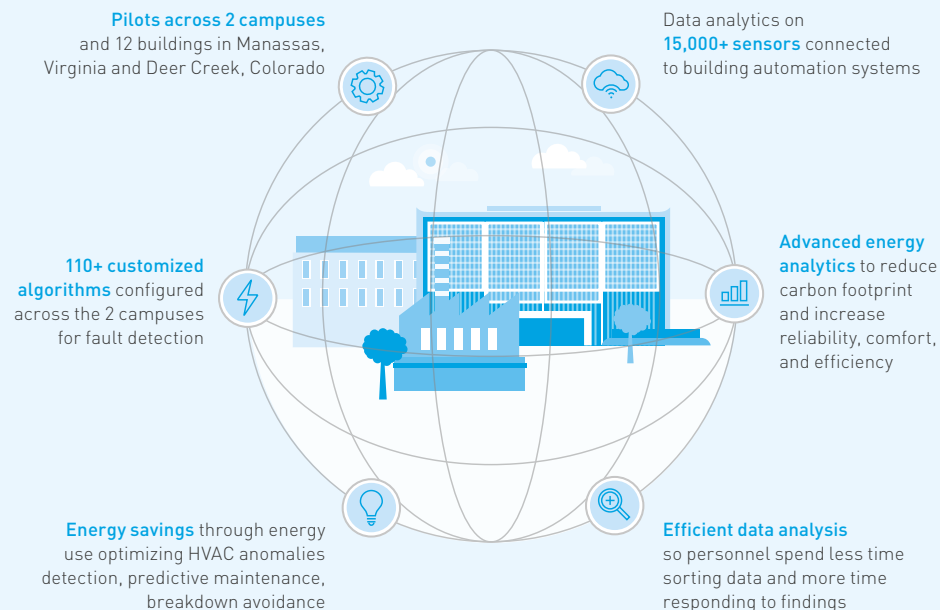 Pilots across 2 campuses
and 12 buildings in Manassas,
Virginia and Deer Creek, Colorado
Data analytics on
15,000+ sensors connected
to building automation systems
110+ customized
algorithms configured
across the 2 campuses
for fault detection
Advanced energy
analytics to reduce
carbon footprint
and increase
reliability, comfort,
and efficiency
Energy savings through energy
use optimizing HVAC anomalies
detection, predictive maintenance,
breakdown avoidance
Efficient data analysis
so personnel spend less time
sorting data and more time
responding to findings